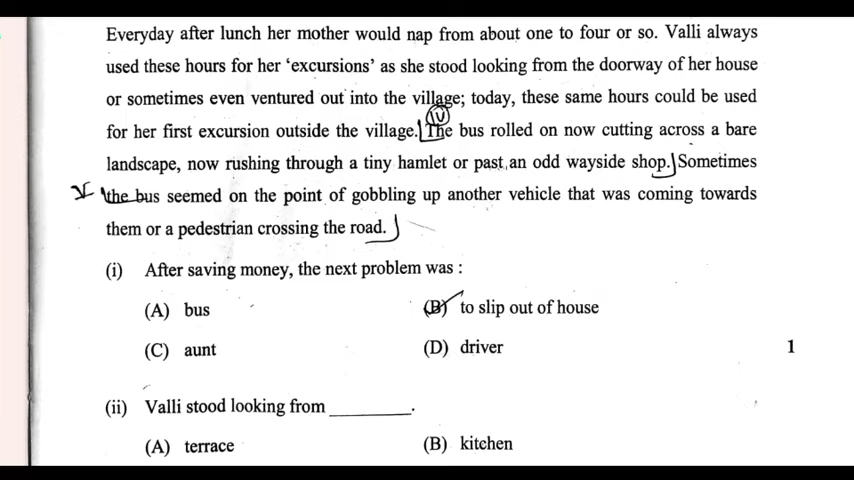 Everyday after lunch her mother would nap from about one to four or so. Valli always
used these hours for her 'excursions' as she stood looking from the doorway of her house
or sometimes even ventured out into the village; today, these same hours could be used
(iv)
for her first excursion outside the village. The bus rolled on now cutting across a bare
landscape, now rushing through a tiny hamlet or past an odd wayside shop. Sometimes
the bus seemed on the point of gobbling up another vehicle that was coming towards
them or a pedestrian crossing the road.
(i) After saving money, the next problem was :
(A) bus (B) to slip out of house
(C) aunt (D) driver 1
(ii) Valli stood looking from ________.
(A) terrace (B) kitchen